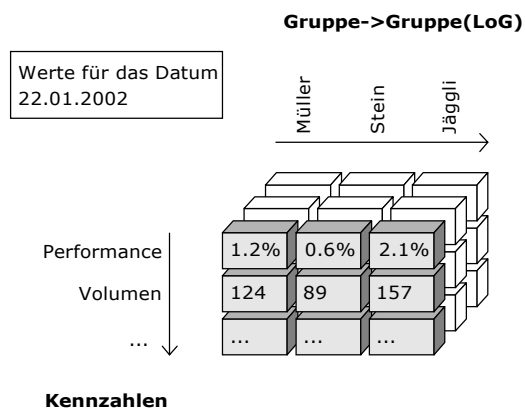 Gruppe->Gruppe(LoG)
Werte für das Datum
22.01.2002
Müller
Stein
Jäggli
Performance
1.2%
0.6%
2.1%
Volumen
124
89
157
...
...
...
...
Kennzahlen